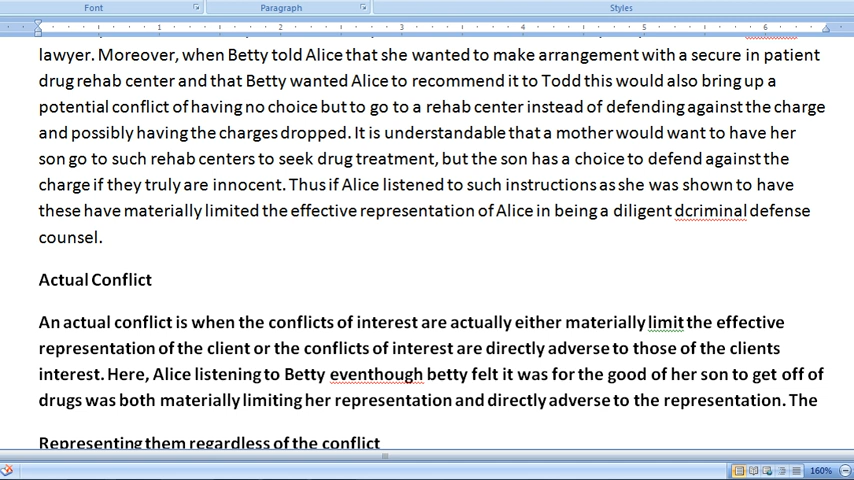 Font Paragraph Styles
1 2 3 4 5 6
lawyer. Moreover, when Betty told Alice that she wanted to make arrangement with a secure in patient
drug rehab center and that Betty wanted Alice to recommend it to Todd this would also bring up a
potential conflict of having no choice but to go to a rehab center instead of defending against the charge
and possibly having the charges dropped. It is understandable that a mother would want to have her
son go to such rehab centers to seek drug treatment, but the son has a choice to defend against the
charge if they truly are innocent. Thus if Alice listened to such instructions as she was shown to have
these have materially limited the effective representation of Alice in being a diligent dcriminal defense
counsel.
Actual Conflict
An actual conflict is when the conflicts of interest are actually either materially limit the effective
representation of the client or the conflicts of interest are directly adverse to those of the clients
interest. Here, Alice listening to Betty eventhough betty felt it was for the good of her son to get off of
drugs was both materially limiting her representation and directly adverse to the representation. The
Representing them regardless of the conflict
160%